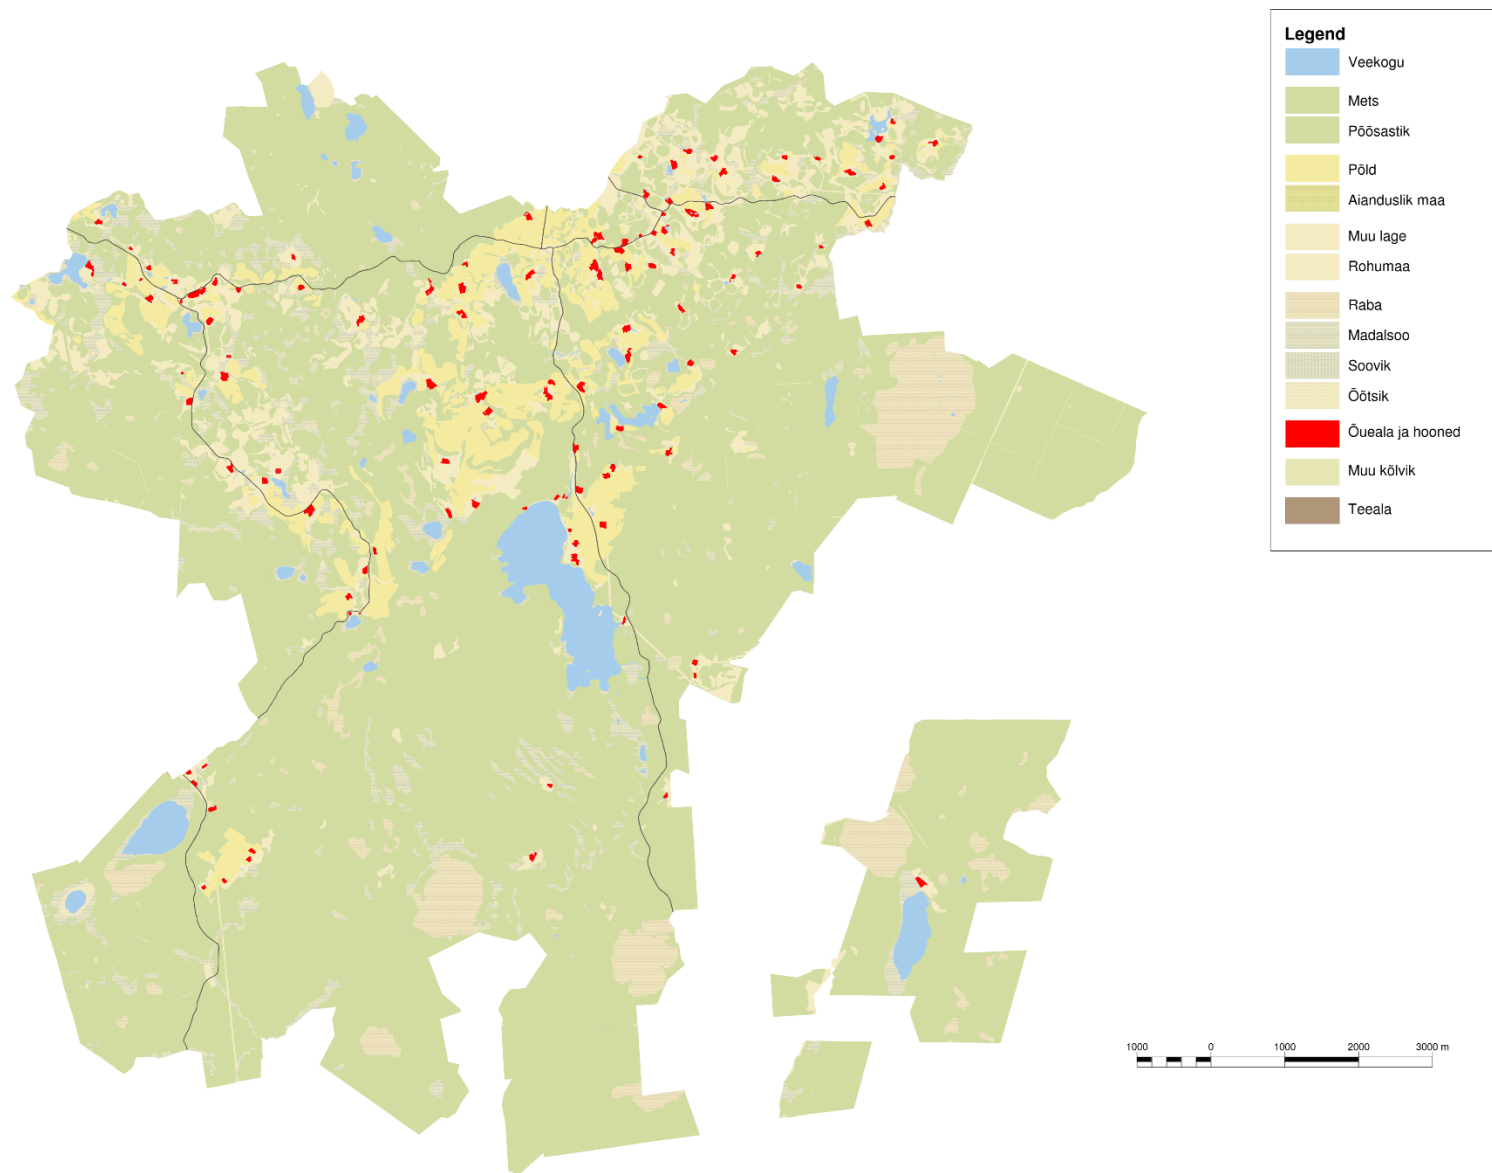 Legend
Veekogu
Mets
Põõsastik
Põld
Aianduslik maa
Muu lage
Rohumaa
Raba
Madalsoo
Soovik
Õõtsik
Õueala ja hooned
Muu kõlvik
Teeala
1000 0 1000 2000 3000 m